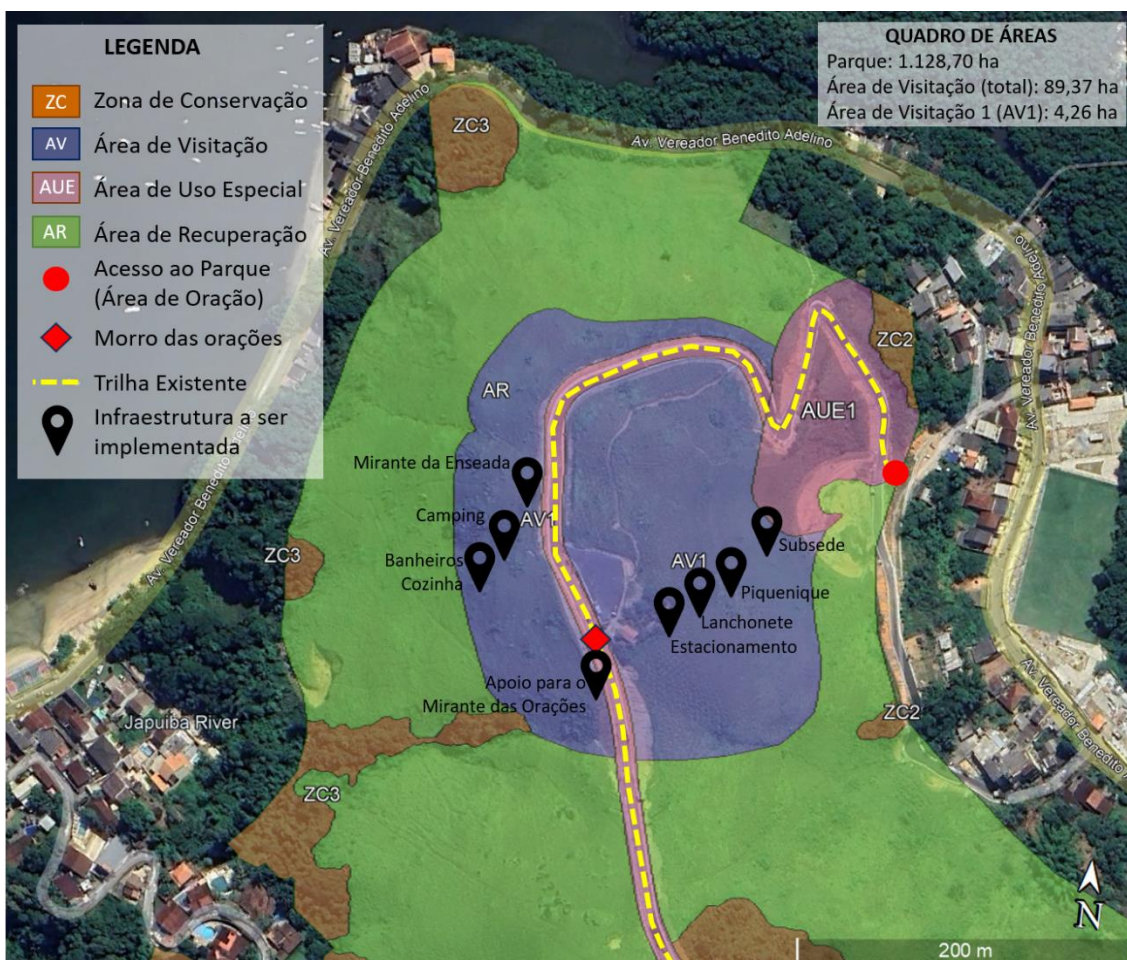 LEGENDA
ZC Zona de Conservação
AV Área de Visitação
AUE Área de Uso Especial
AR Área de Recuperação
Acesso ao Parque
(Área de Oração)
Morro das orações
Trilha Existente
Infraestrutura a ser
implementada
QUADRO DE ÁREAS
Parque: 1.128,70 ha
Área de Visitação (total): 89,37 ha
Área de Visitação 1 (AV1): 4,26 ha
ZC3
Av. Vereador Benedito Adelino
Av. Vereador Benedito Adelino
Av. Vereador Benedito Adelino
Av. Vereador Benedito Adelino
ZC2
AR
AUE1
Mirante da Enseada
Camping
AV1
Banheiros
Cozinha
Subsede
AV1
Piquenique
Lanchonete
Estacionamento
ZC3
Av. Vereador Benedito Adelino
Apoio para o
Mirante das Orações
Japuiba River
ZC2
Av. Vereador Benedito A
ZC3
N
200 m